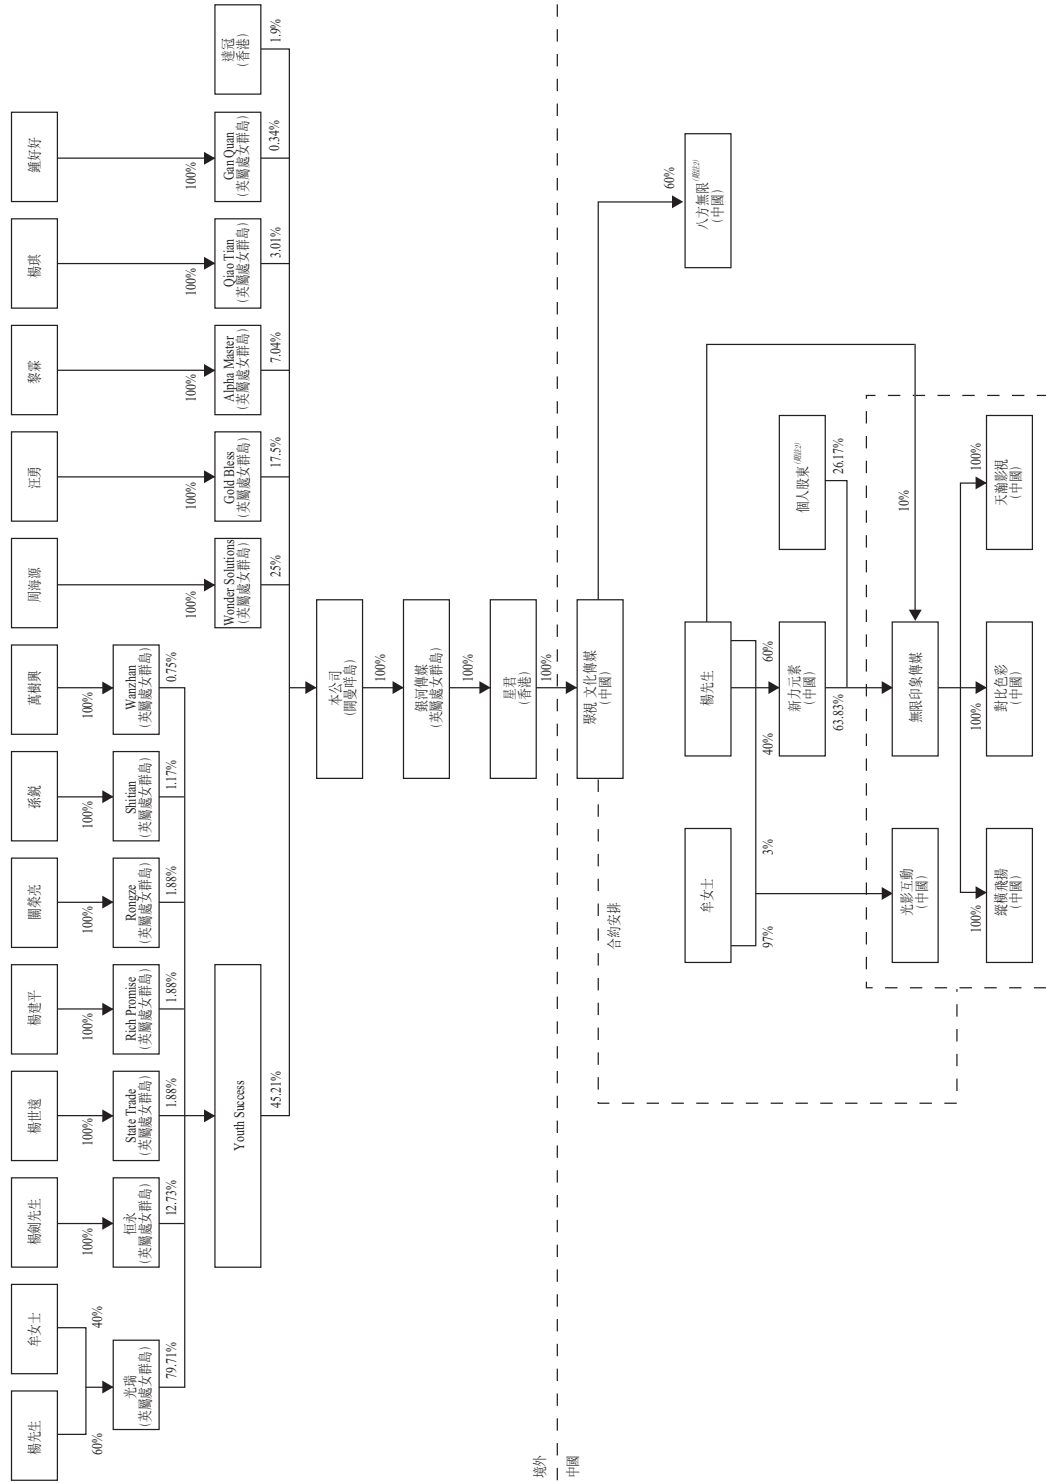 楊先生
牟女士
楊劍先生
楊世遠
楊建平
關榮亮
孫銳
萬樹興
周海源
汪勇
黎霖
楊琪
鍾好好
60%
40%
100%
100%
100%
100%
100%
100%
100%
100%
100%
100%
100%
光瑞
(英屬處女群島)
恒永
(英屬處女群島)
State Trade
(英屬處女群島)
Rich Promise
(英屬處女群島)
Rongze
(英屬處女群島)
Shitian
(英屬處女群島)
Wanzhan
(英屬處女群島)
79.71%
12.73%
1.88%
1.88%
1.88%
1.17%
0.75%
Youth Success
Wonder Solutions
(英屬處女群島)
Gold Bless
(英屬處女群島)
Alpha Master
(英屬處女群島)
Qiao Tian
(英屬處女群島)
Gan Quan
(英屬處女群島)
達冠
(香港)
45.21%
25%
17.5%
7.04%
3.01%
0.34%
1.9%
本公司
(開曼群島)
100%
銀河傳媒
(英屬處女群島)
100%
星君
(香港)
100%
境外
中國
聚視文化傳媒
(中國)
合約安排
60%
八方無限(附註2)
(中國)
牟女士
楊先生
97%
3%
40%
60%
新力元素
(中國)
個人股東(附註2)
63.83%
26.17%
10%
光影互動
(中國)
無限印象傳媒
100%
100%
100%
縱橫飛揚
(中國)
對比色彩
(中國)
天瀚影視
(中國)